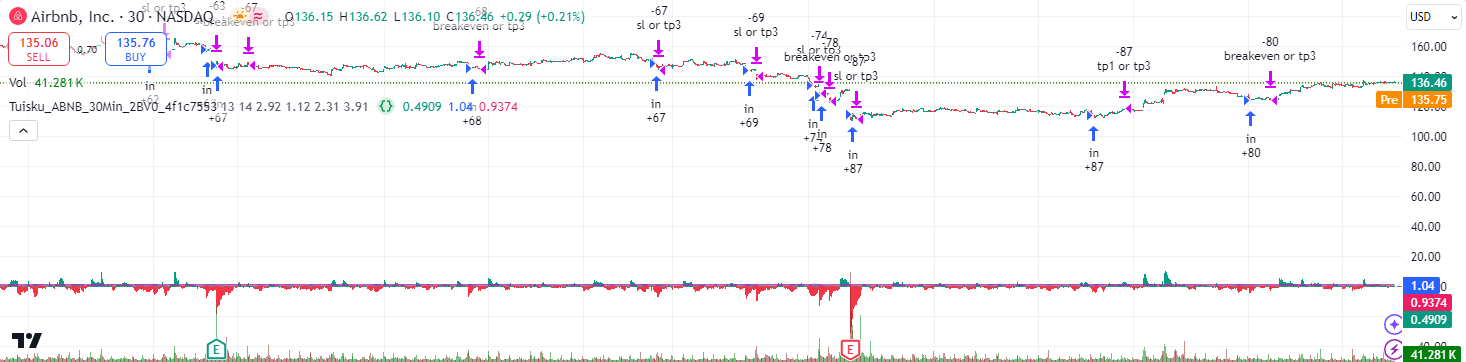 Airbnb, Inc. · 30 · NASDAQ
O136.15 H136.62 L136.10 C136.46 +0.29 (+0.21%)
USD
135.06
SELL
0.70
135.76
BUY
Vol 41.281 K
Tuisku_ABNB_30Min_2BV0_4f1c7553 13 14 2.92 1.12 2.31 3.91 0.4909 1.04 0.9374
sl or tp3
-63
-67
breakeven or tp3
in
in
+67
-68
breakeven or tp3
in
+68
-67
sl or tp3
in
+67
-69
sl or tp3
in
+69
-74
sl or tp3
-78
breakeven or tp3
-87
sl or tp3
in
in
+78
in
+87
-87
tp1 or tp3
in
+87
-80
breakeven or tp3
in
+80
160.00
136.46
Pre 135.75
120.00
100.00
80.00
60.00
40.00
20.00
1.04
0.9374
0.4909
41.281 K
E
E